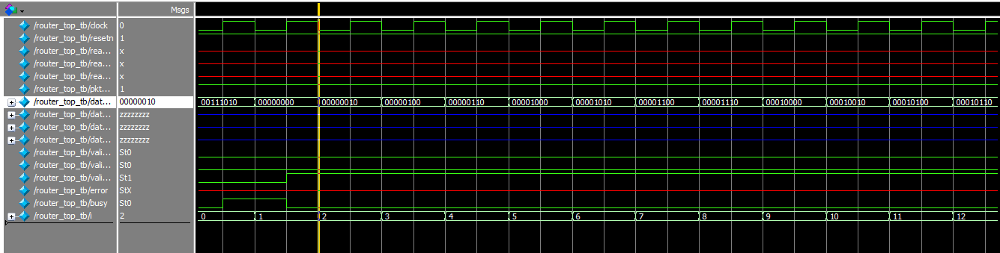 Msgs
/router_top_tb/clock 0
/router_top_tb/resetn 1
/router_top_tb/rea... x
/router_top_tb/rea... x
/router_top_tb/rea... x
/router_top_tb/pkt... 1
/router_top_tb/dat... 00000010 00111010 00000000 00000010 00000100 00000110 00001000 00001010 00001100 00001110 00010000 00010010 00010100 00010110
/router_top_tb/dat... zzzzzzzz
/router_top_tb/dat... zzzzzzzz
/router_top_tb/dat... zzzzzzzz
/router_top_tb/vali... St0
/router_top_tb/vali... St0
/router_top_tb/vali... St1
/router_top_tb/error StX
/router_top_tb/busy St0
/router_top_tb/i 2 0 1 2 3 4 5 6 7 8 9 10 11 12